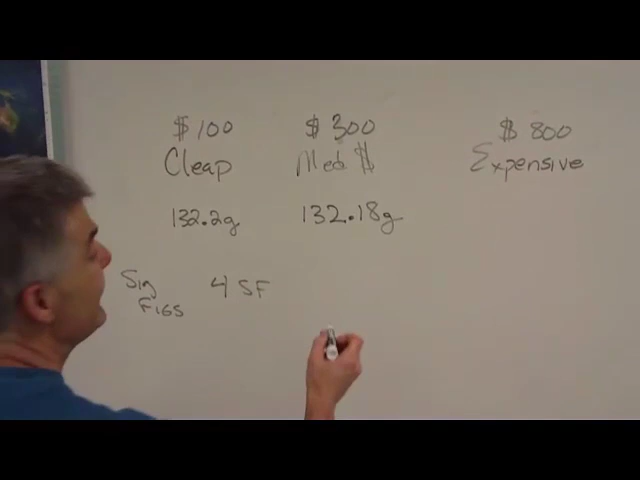 $100 $300 $800
Cleap Med $ Expensive
132.2g 132.18g
Sig 4 SF
Figs